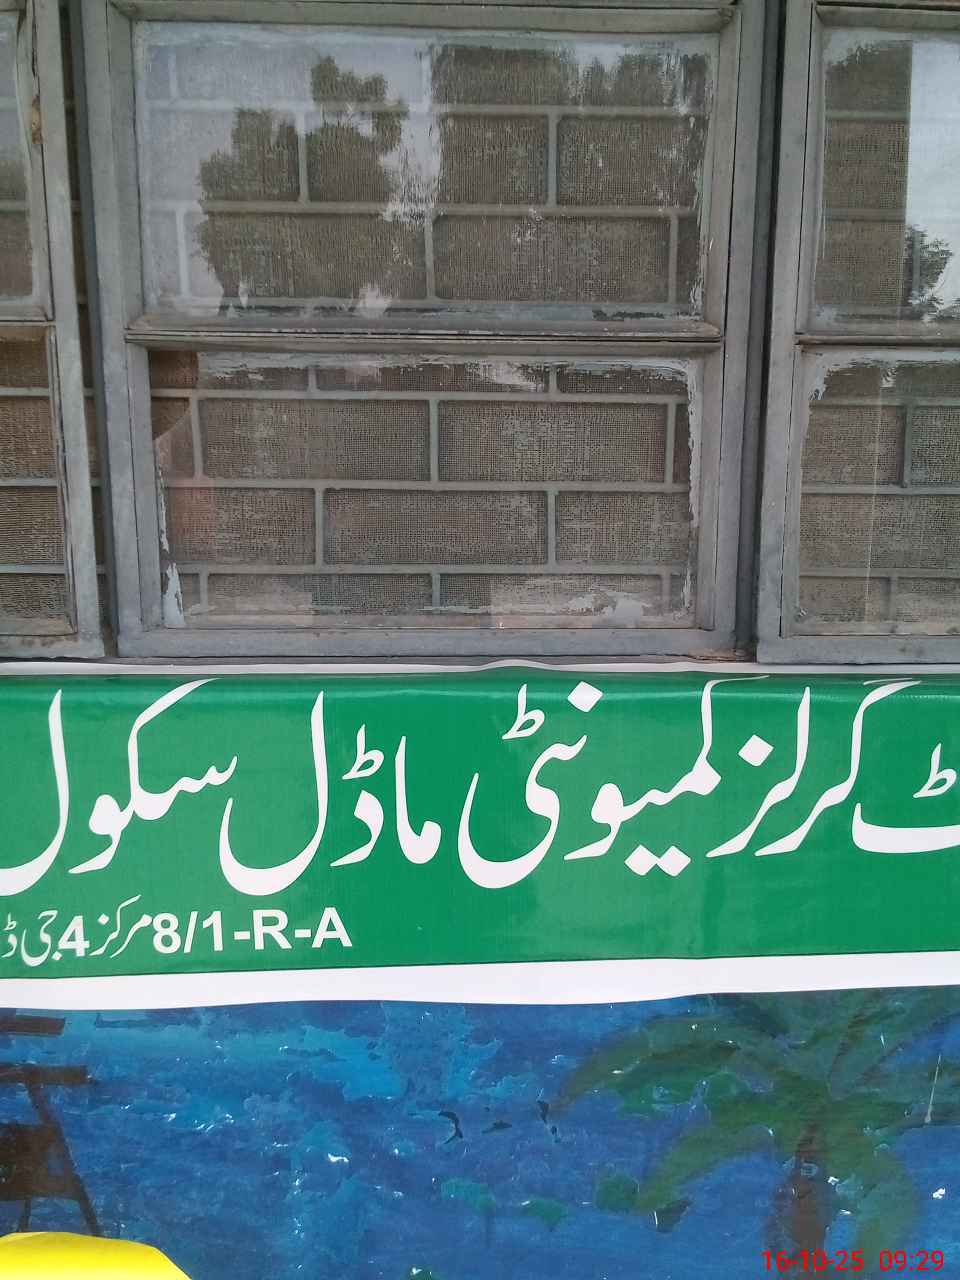 گرلز کمیونٹی ماڈل سکول
8/1-R-A مرکز 4 جی ڈ
16-10-25 09:29